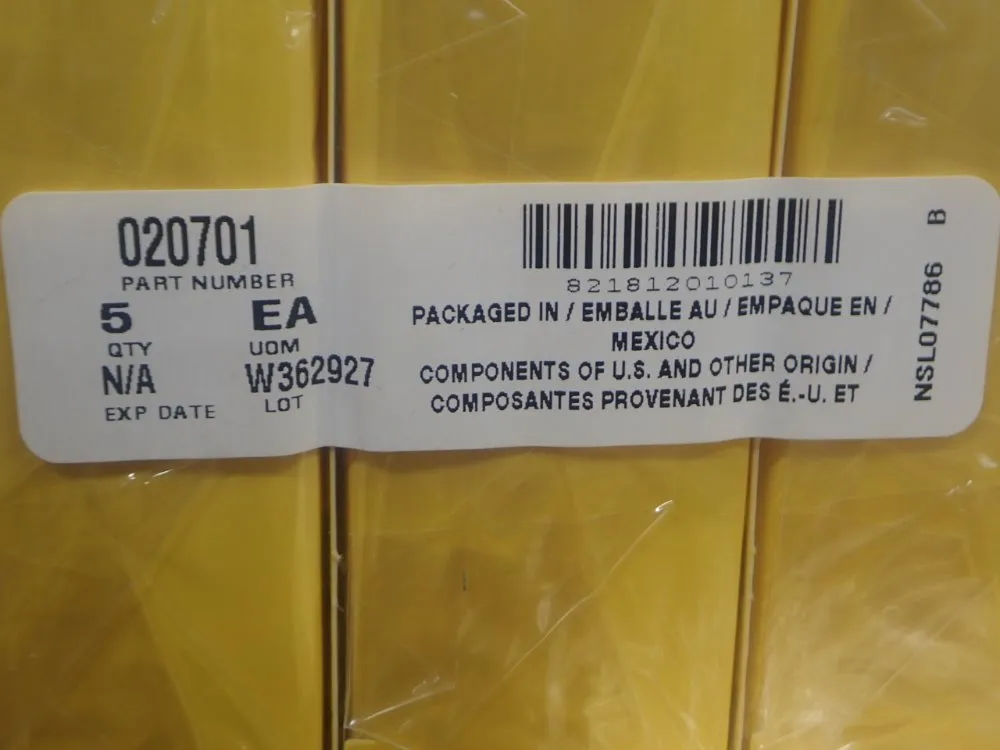 020701
PART NUMBER
5 EA
QTY UOM
N/A W362927
EXP DATE LOT
821812010137
PACKAGED IN / EMBALLE AU / EMPAQUE EN /
MEXICO
COMPONENTS OF U.S. AND OTHER ORIGIN /
COMPOSANTES PROVENANT DES É.-U. ET
NSL07786 B